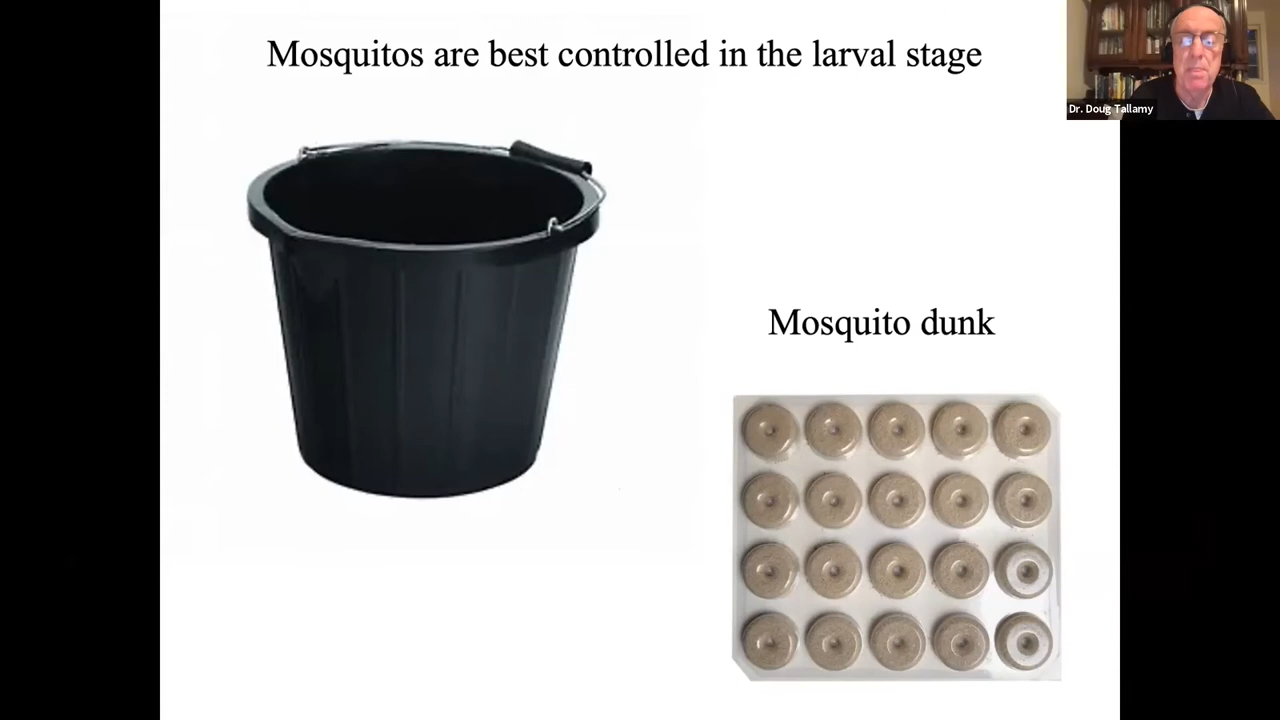 Mosquitos are best controlled in the larval stage
Dr. Doug Tallamy
Mosquito dunk